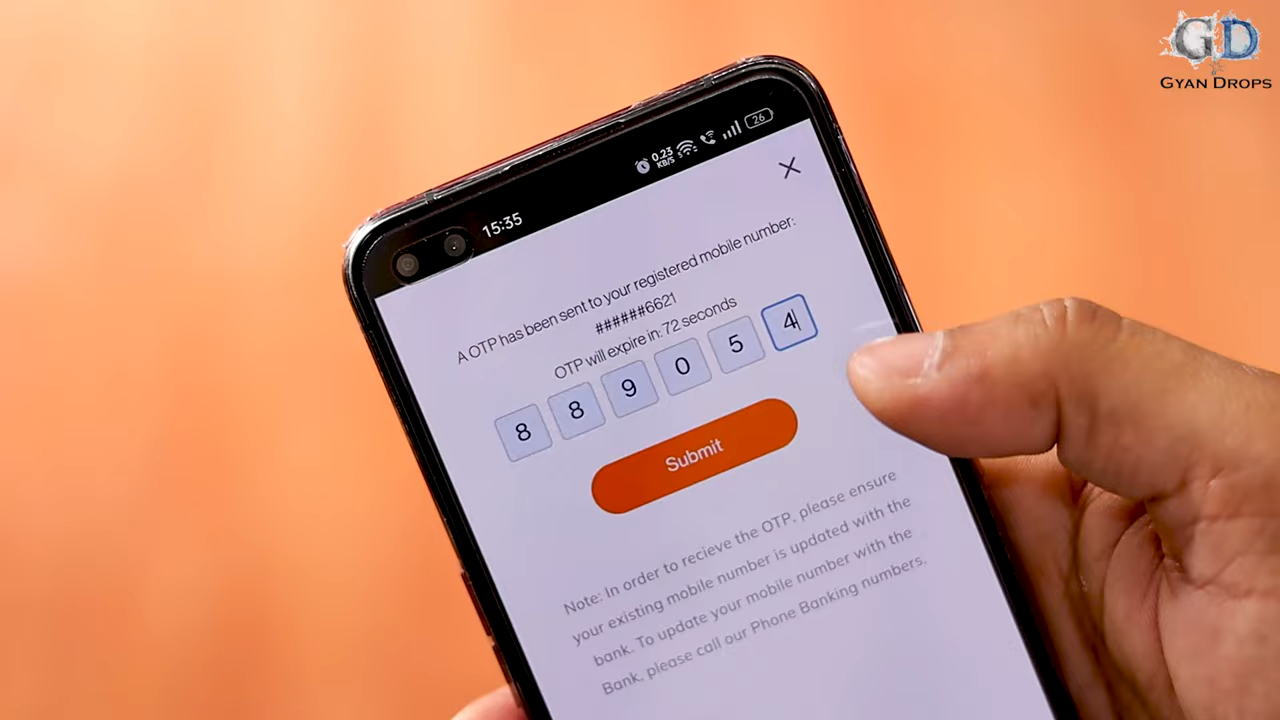 GD
GYAN DROPS
15:35
0.23
KB/S
26
A OTP has been sent to your registered mobile number:
######6621
OTP will expire in: 72 seconds
8 8 9 0 5 4
Submit
Note: In order to recieve the OTP, please ensure
your existing mobile number is updated with the
bank. To update your mobile number with the
Bank, please call our Phone Banking numbers.